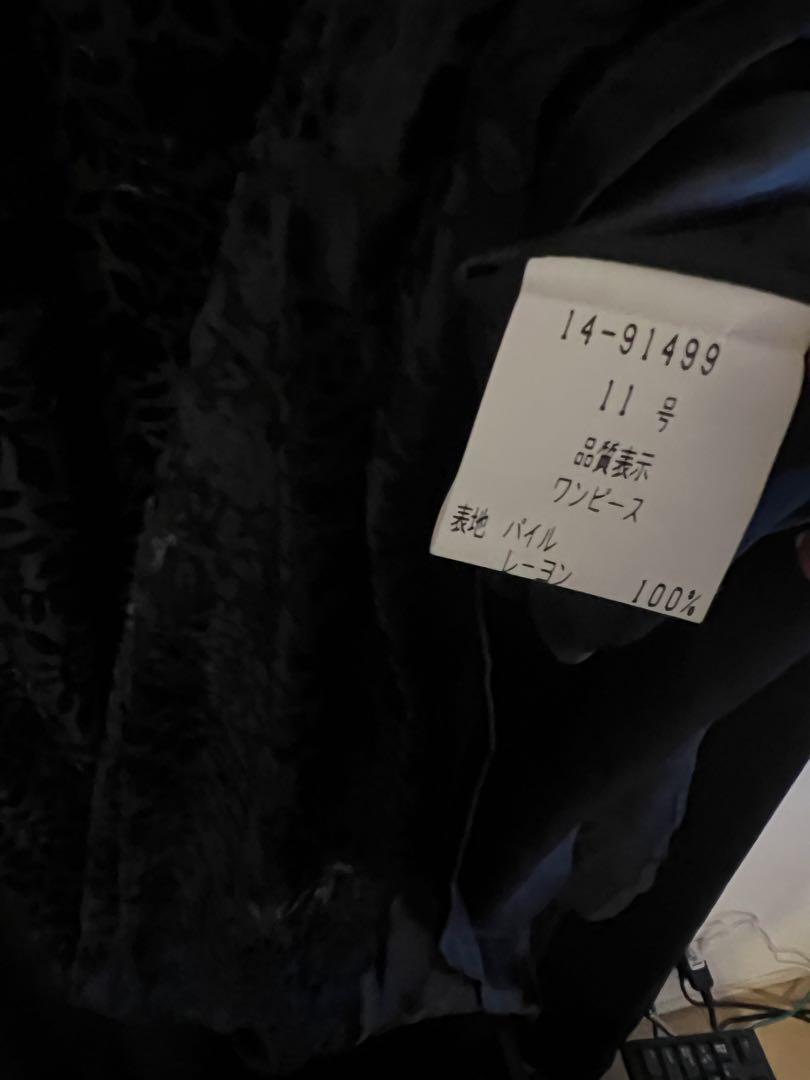 14-91499
11 号
品質表示
ワンピース
表地 パイル
レーヨン 100%